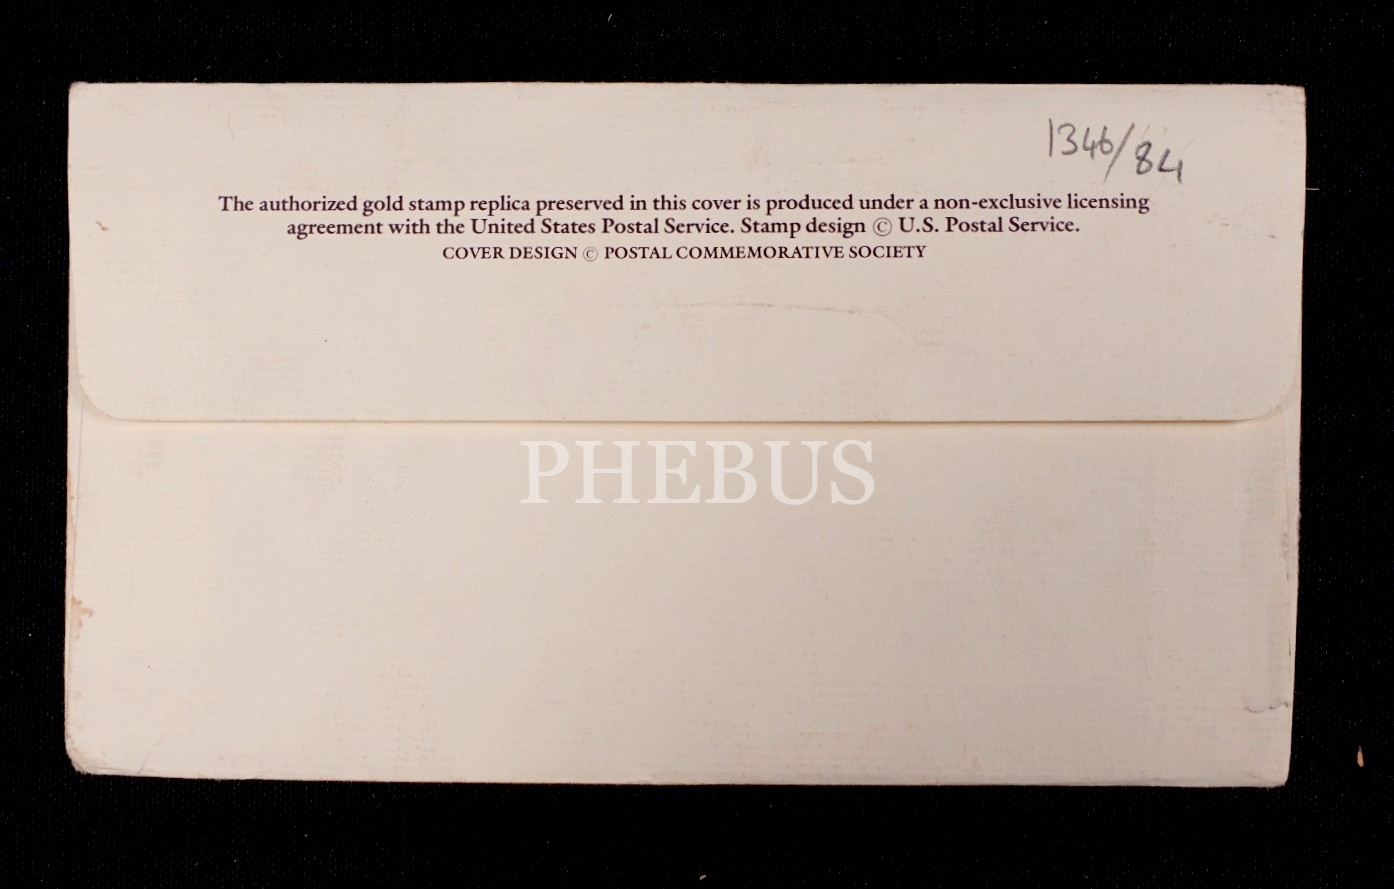 1346/84
The authorized gold stamp replica preserved in this cover is produced under a non-exclusive licensing
agreement with the United States Postal Service. Stamp design © U.S. Postal Service.
COVER DESIGN © POSTAL COMMEMORATIVE SOCIETY
PHEBUS